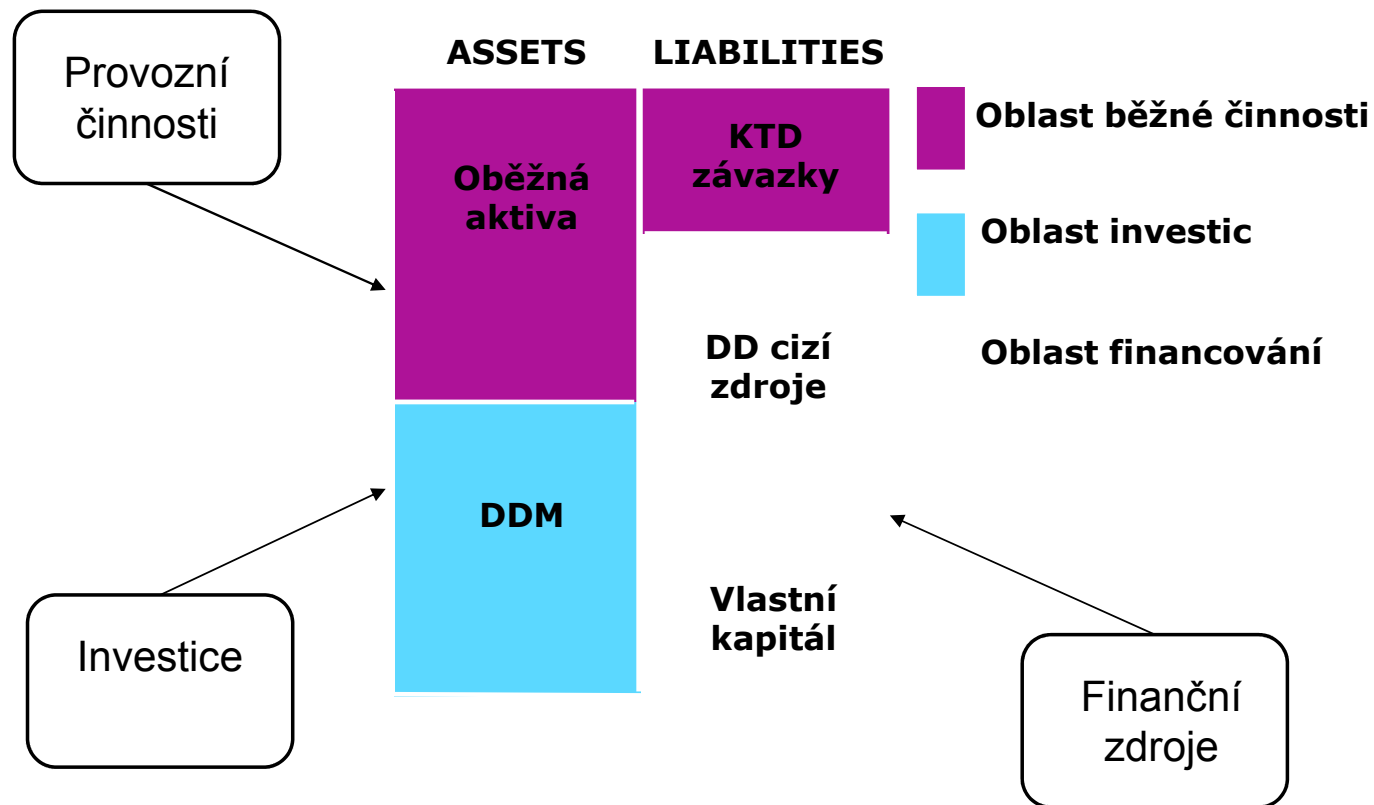 Provozní
činnosti
ASSETS
LIABILITIES
Oběžná
aktiva
KTD
závazky
Oblast běžné činnosti
Oblast investic
Oblast financování
DD cizí
zdroje
DDM
Vlastní
kapitál
Investice
Finanční
zdroje